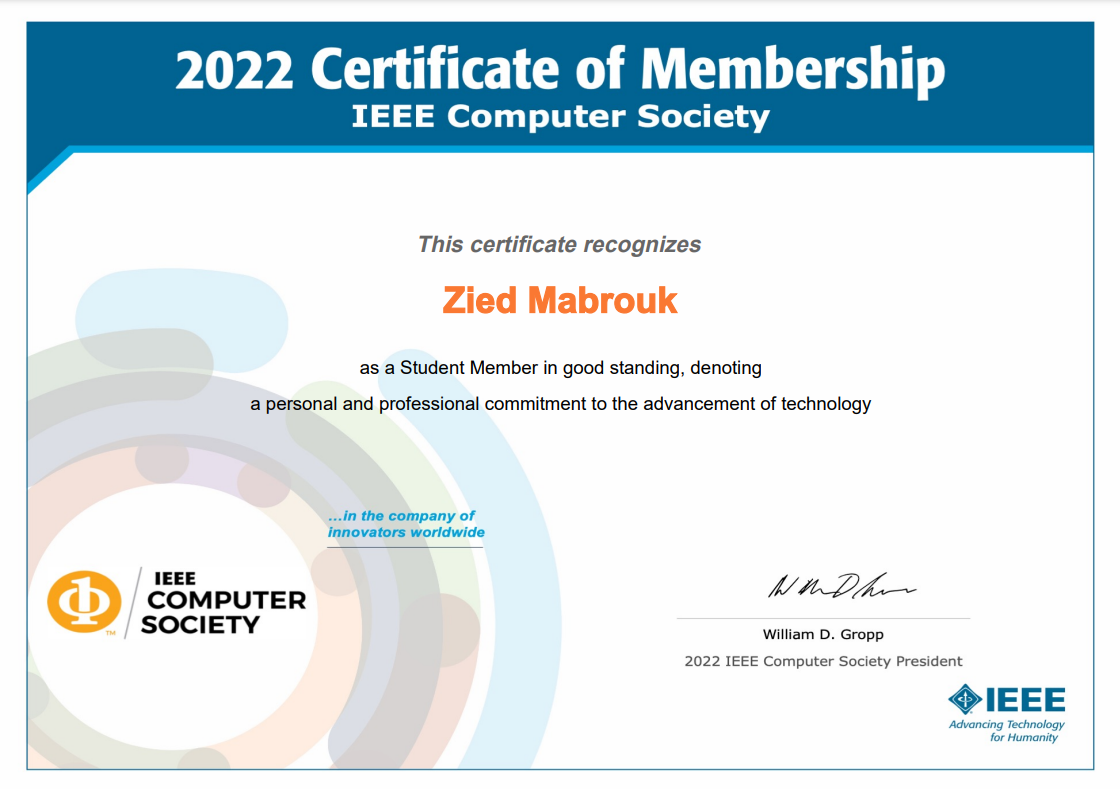 2022 Certificate of Membership
IEEE Computer Society
This certificate recognizes
Zied Mabrouk
as a Student Member in good standing, denoting
a personal and professional commitment to the advancement of technology
...in the company of
innovators worldwide
IEEE
COMPUTER
SOCIETY
TM
William D. Gropp
2022 IEEE Computer Society President
IEEE
Advancing Technology
for Humanity